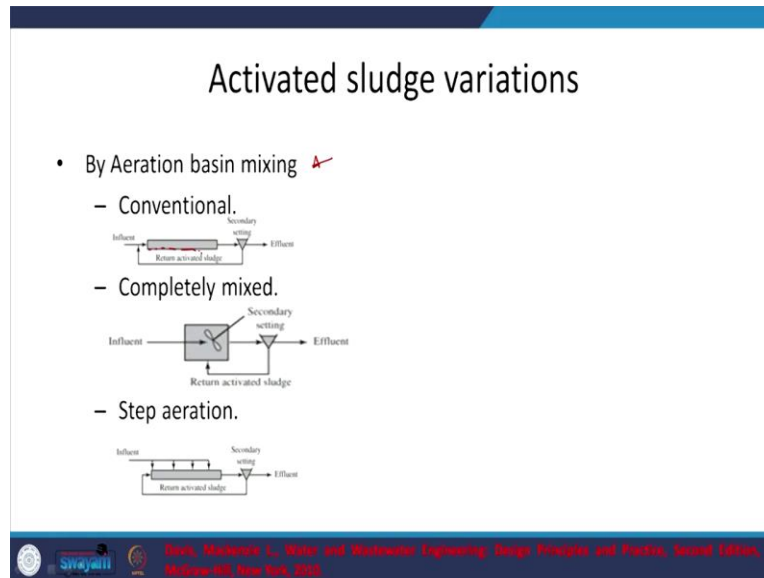 Activated sludge variations
• By Aeration basin mixing
– Conventional.
Secondary
setting
Influent
Effluent
Return activated sludge
– Completely mixed.
Secondary
setting
Influent
Effluent
Return activated sludge
– Step aeration.
Influent
Secondary
setting
Effluent
Return activated sludge
swayam
Davis, Mackenzie L., Water and Wastewater Engineering: Design Principles and Practice, Second Edition,
McGraw-Hill, New York, 2010.